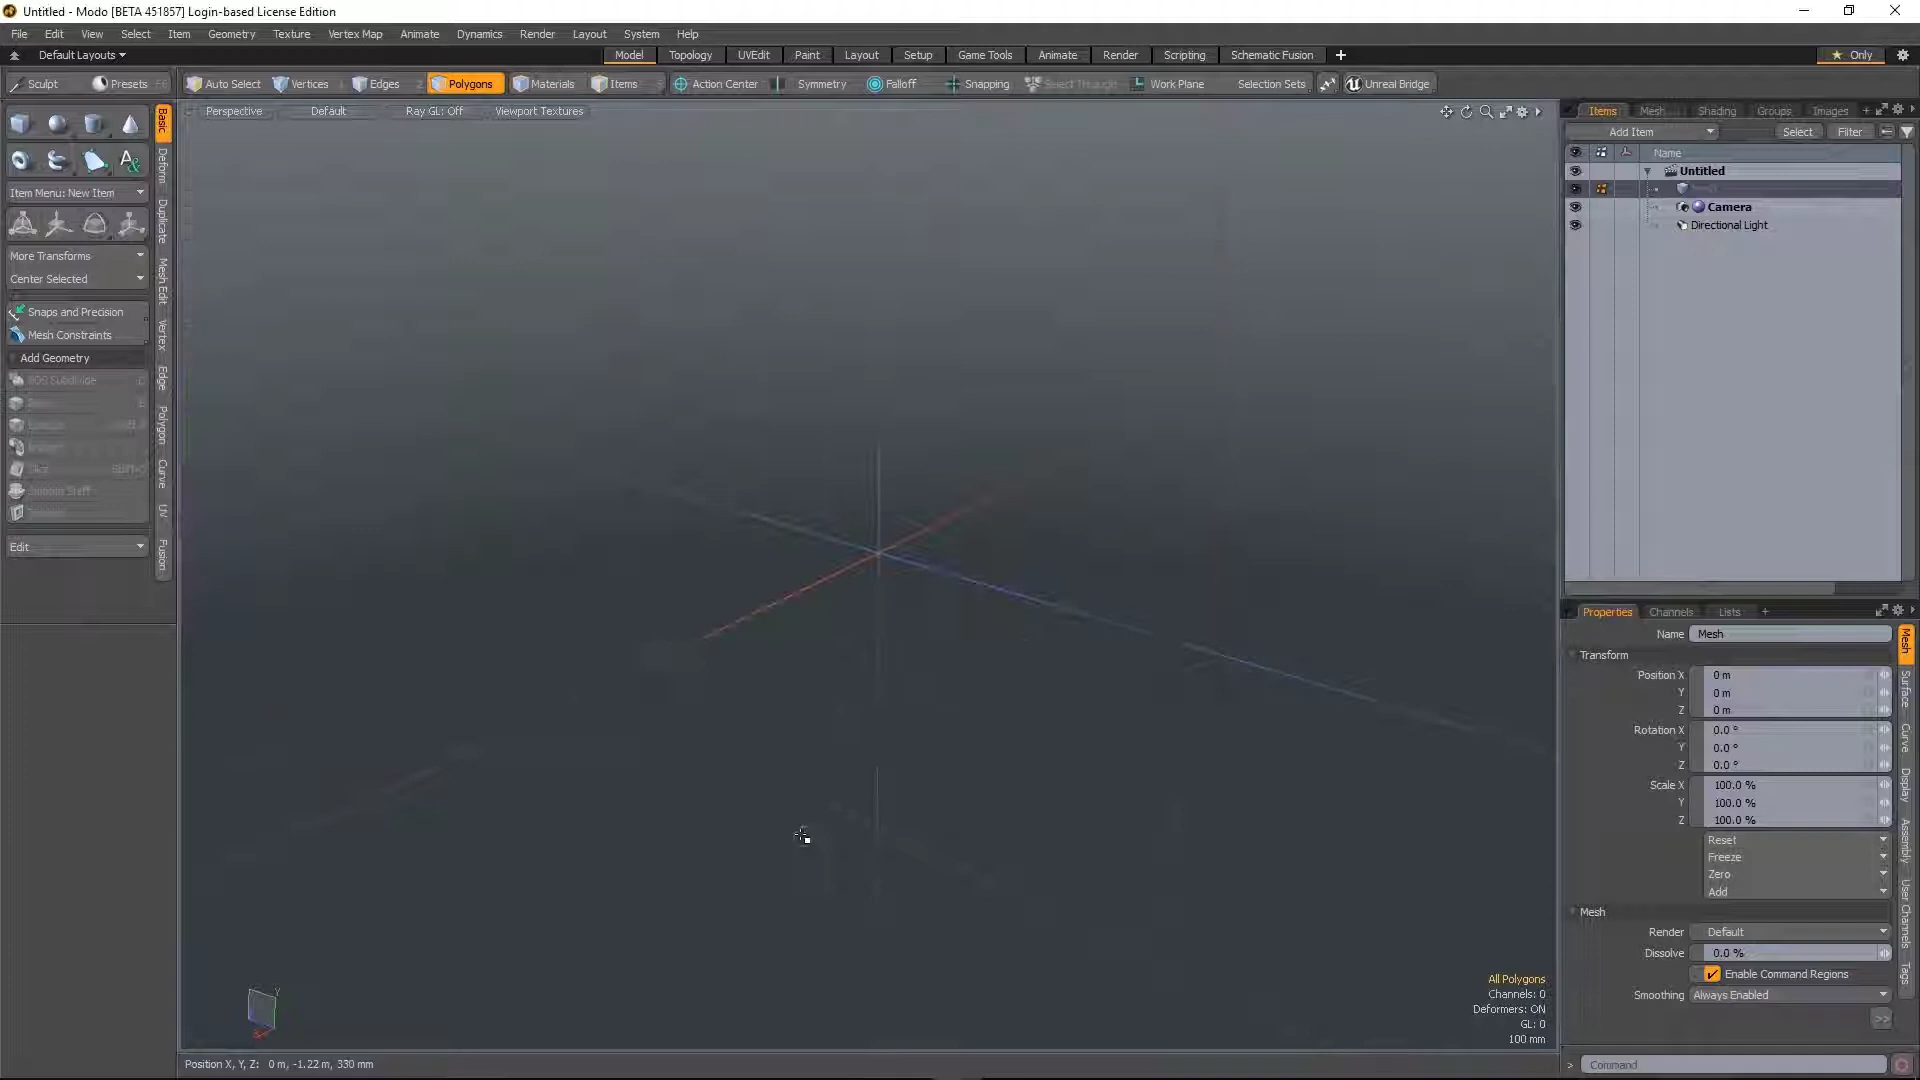 Untitled - Modo [BETA 451857] Login-based License Edition
File Edit View Select Item Geometry Texture Vertex Map Animate Dynamics Render Layout System Help
Default Layouts Model Topology UVEdit Paint Layout Setup Game Tools Animate Render Scripting Schematic Fusion + Only
Sculpt Presets F6 Auto Select Vertices 1 Edges 2 Polygons Materials Items 5 Action Center Symmetry Falloff Snapping Select Through Work Plane Selection Sets Unreal Bridge
Perspective Default Ray GL: Off Viewport Textures
Items Mesh Shading Groups Images +
Add Item Select Filter
Name
Untitled
Camera
Directional Light
Basic
Deform
Duplicate
Mesh Edit
Vertex
Edge
Polygon
Curve
UV
Fusion
Item Menu: New Item
More Transforms
Center Selected
Snaps and Precision
Mesh Constraints
Add Geometry
SDS Subdivide D
Edit
Properties Channels Lists +
Name Mesh
Transform
Position X 0 m
Y 0 m
Z 0 m
Rotation X 0.0 °
Y 0.0 °
Z 0.0 °
Scale X 100.0 %
Y 100.0 %
Z 100.0 %
Reset
Freeze
Zero
Add
Mesh
Render Default
Dissolve 0.0 %
Enable Command Regions
Smoothing Always Enabled
>>
Mesh
Surface
Curve
Display
Assembly
User Channels
Tags
All Polygons
Channels: 0
Deformers: ON
GL: 0
100 mm
Y
Position X, Y, Z: 0 m, -1.22 m, 330 mm
> Command